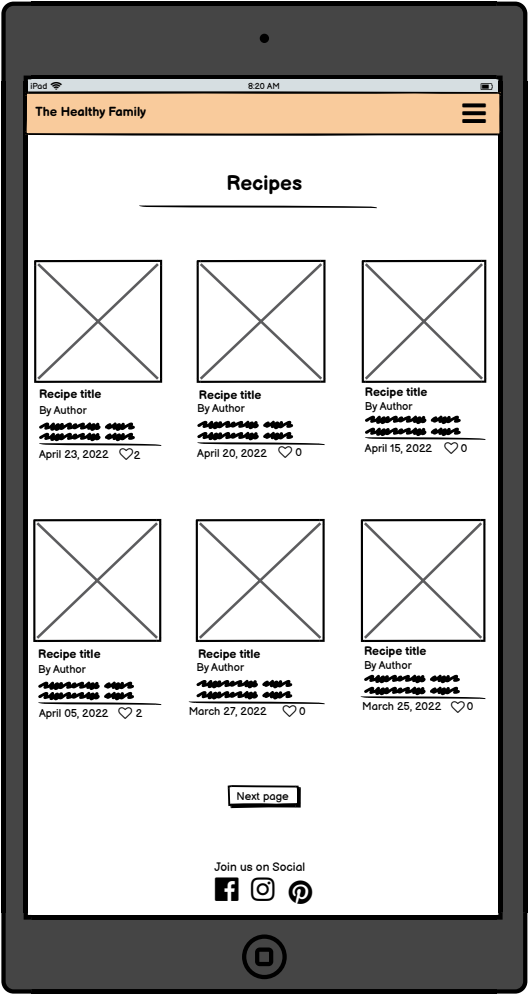 iPad 8:20 AM
The Healthy Family
Recipes
Recipe title
By Author
April 23, 2022 2
Recipe title
By Author
April 20, 2022 0
Recipe title
By Author
April 15, 2022 0
Recipe title
By Author
April 05, 2022 2
Recipe title
By Author
March 27, 2022 0
Recipe title
By Author
March 25, 2022 0
Next page
Join us on Social